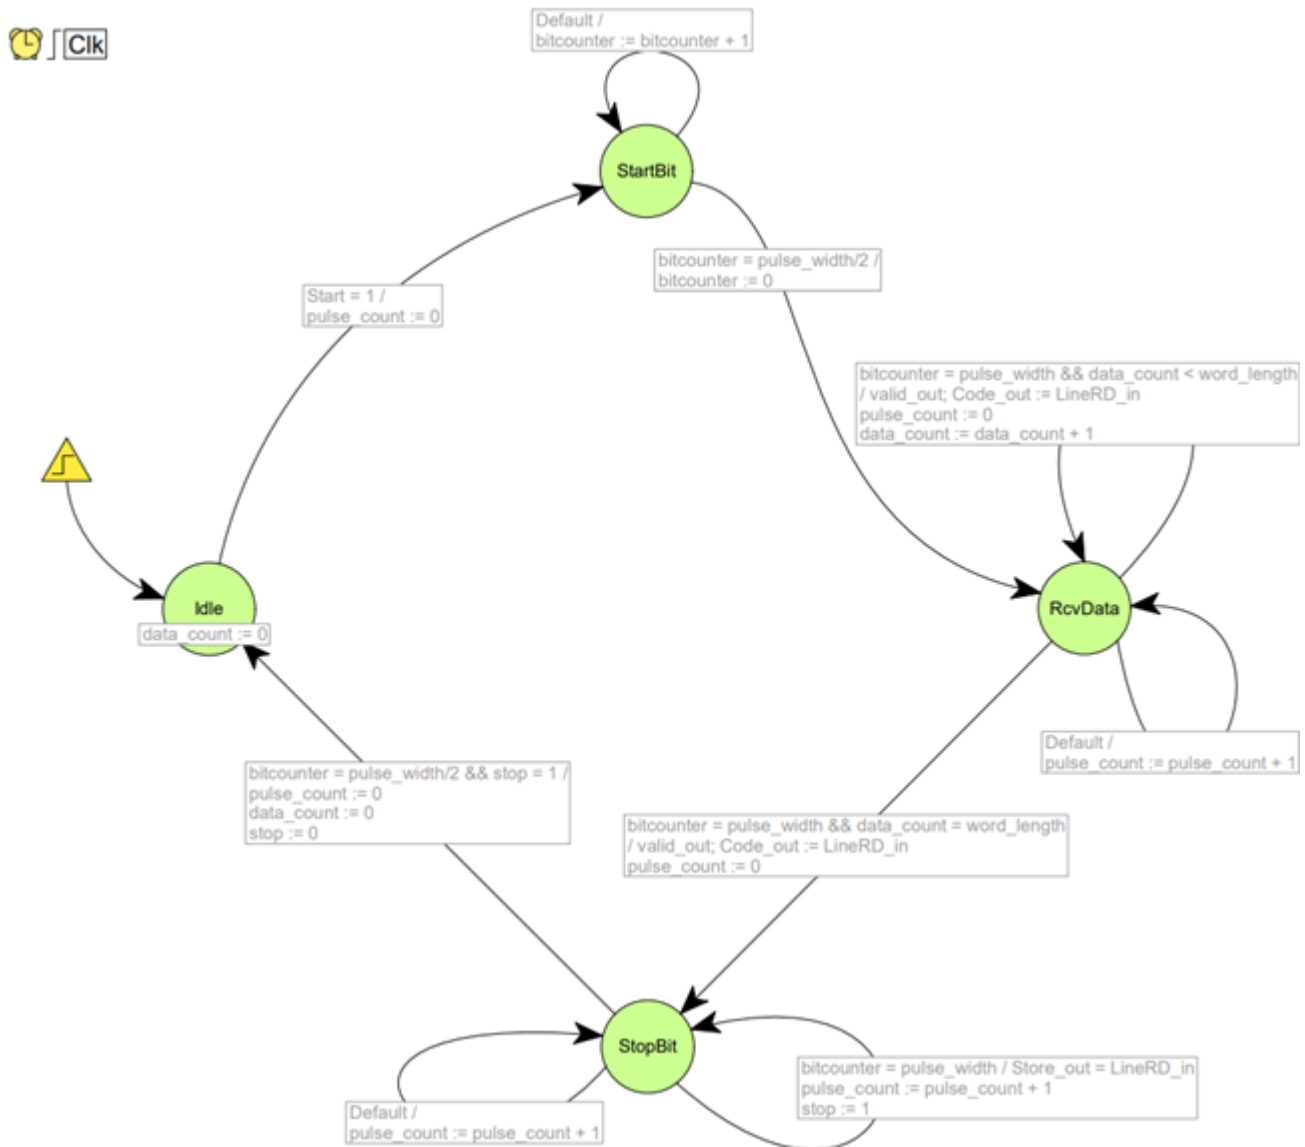 Clk
Default /
bitcounter := bitcounter + 1
StartBit
bitcounter = pulse_width/2 /
bitcounter := 0
Start = 1 /
pulse_count := 0
bitcounter = pulse_width && data_count < word_length
/ valid_out; Code_out := LineRD_in
pulse_count := 0
data_count := data_count + 1
Idle
data_count := 0
RcvData
Default /
pulse_count := pulse_count + 1
bitcounter = pulse_width/2 && stop = 1 /
pulse_count := 0
data_count := 0
stop := 0
bitcounter = pulse_width && data_count = word_length
/ valid_out; Code_out := LineRD_in
pulse_count := 0
StopBit
bitcounter = pulse_width / Store_out = LineRD_in
pulse_count := pulse_count + 1
stop := 1
Default /
pulse_count := pulse_count + 1